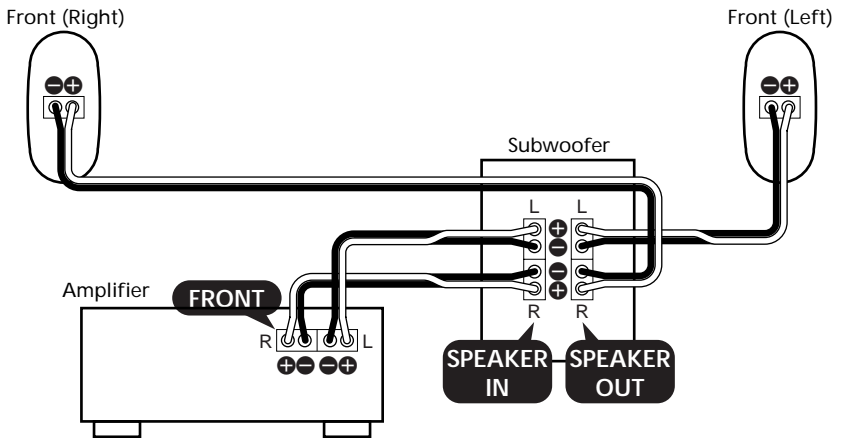 Front (Right)
Front (Left)
− +
− +
Subwoofer
L L
+
−
−
+
R R
Amplifier
FRONT
R L
+ − − +
SPEAKER
IN
SPEAKER
OUT